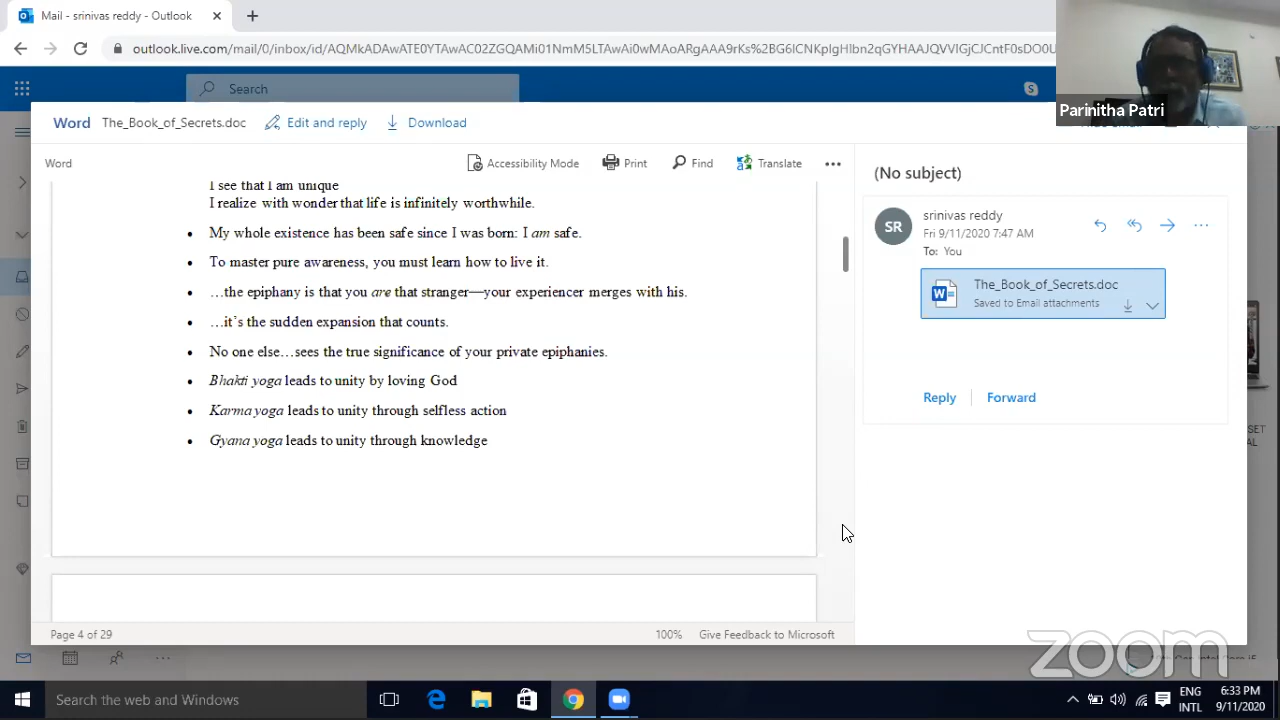 Mail - srinivas reddy - Outlook
outlook.live.com/mail/0/inbox/id/
Search
Parinitha Patri
Word The_Book_of_Secrets.doc Edit and reply Download
Word Accessibility Mode Print Find Translate
I see that I am unique
I realize with wonder that life is infinitely worthwhile.
• My whole existence has been safe since I was born: I am safe.
• To master pure awareness, you must learn how to live it.
• …the epiphany is that you are that stranger—your experiencer merges with his.
• …it's the sudden expansion that counts.
• No one else…sees the true significance of your private epiphanies.
• Bhakti yoga leads to unity by loving God
• Karma yoga leads to unity through selfless action
• Gyana yoga leads to unity through knowledge
Page 4 of 29 100% Give Feedback to Microsoft
(No subject)
SR
srinivas reddy
Fri 9/11/2020 7:47 AM
To: You
The_Book_of_Secrets.doc
Saved to Email attachments
Reply Forward
zoom
Search the web and Windows
ENG
INTL
6:33 PM
9/11/2020